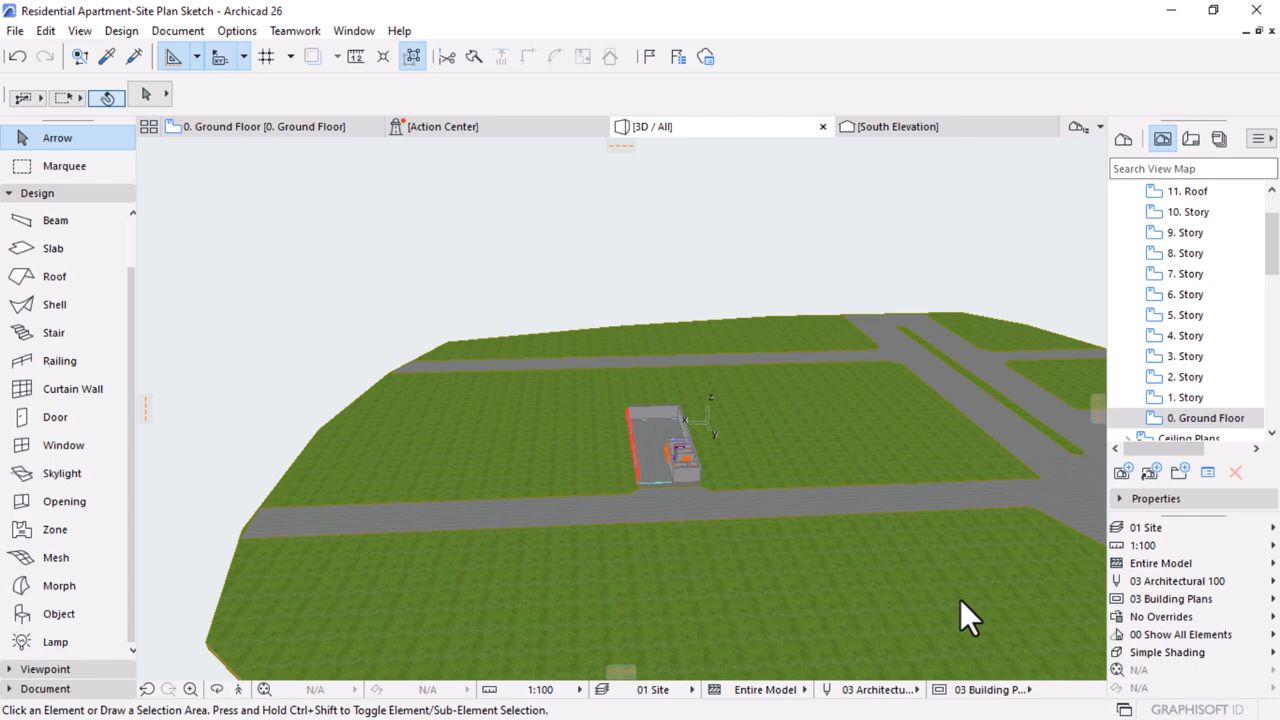 Residential Apartment-Site Plan Sketch - Archicad 26
File Edit View Design Document Options Teamwork Window Help
0. Ground Floor [0. Ground Floor]
[Action Center]
[3D / All]
[South Elevation]
Arrow
Marquee
Design
Beam
Slab
Roof
Shell
Stair
Railing
Curtain Wall
Door
Window
Skylight
Opening
Zone
Mesh
Morph
Object
Lamp
Viewpoint
Document
z
x
y
Search View Map
11. Roof
10. Story
9. Story
8. Story
7. Story
6. Story
5. Story
4. Story
3. Story
2. Story
1. Story
0. Ground Floor
Ceiling Plans
Properties
01 Site
1:100
Entire Model
03 Architectural 100
03 Building Plans
No Overrides
00 Show All Elements
Simple Shading
N/A
N/A
N/A N/A 1:100 01 Site Entire Model 03 Architectu... 03 Building P...
Click an Element or Draw a Selection Area. Press and Hold Ctrl+Shift to Toggle Element/Sub-Element Selection.
GRAPHISOFT ID